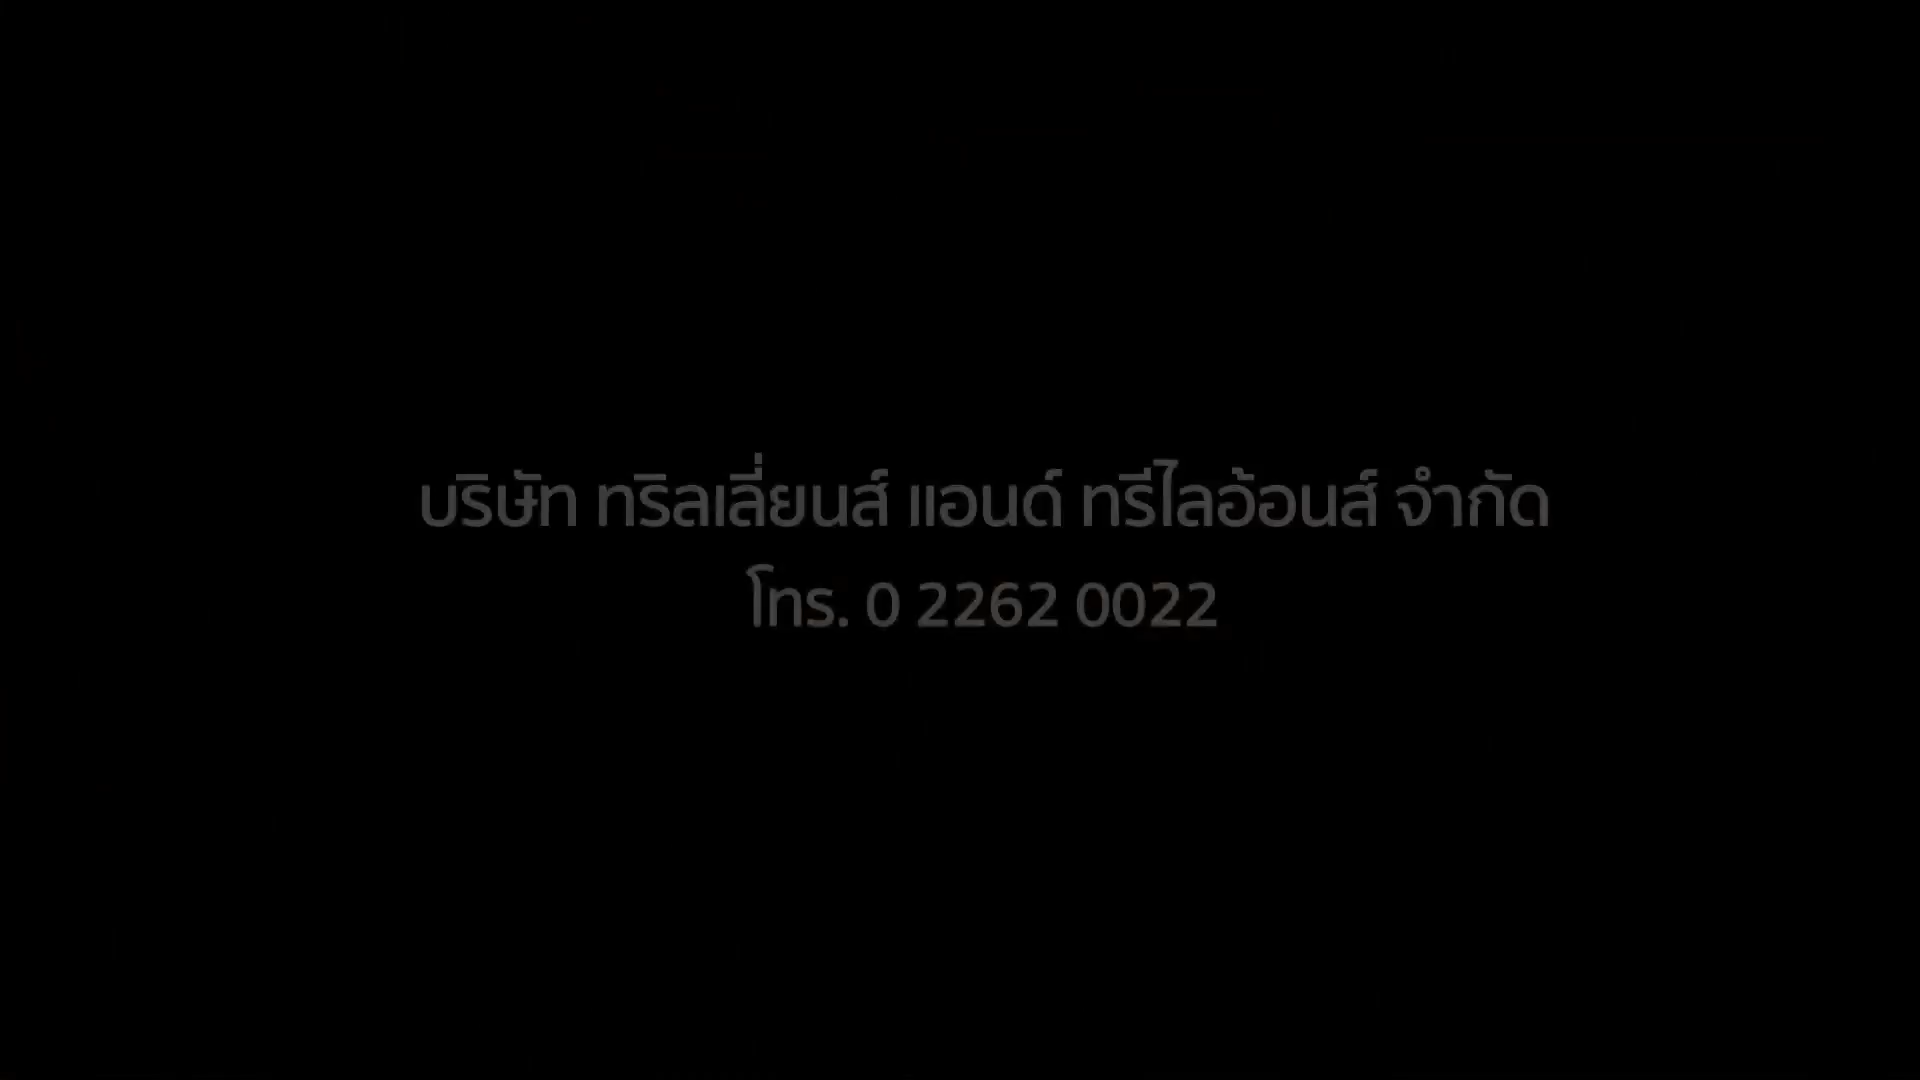 บริษัท ทริลเลี่ยนส์ แอนด์ ทรีไลอ้อนส์ จำกัด
โทร. 0 2262 0022